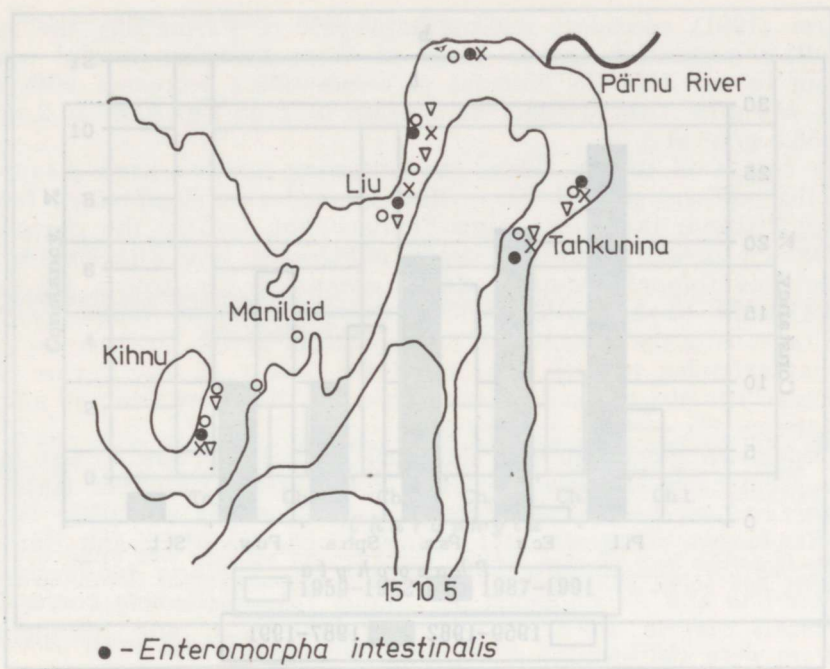 Pärnu River
Liu
Tahkunina
Manilaid
Kihnu
15 10 5
● - Enteromorpha intestinalis